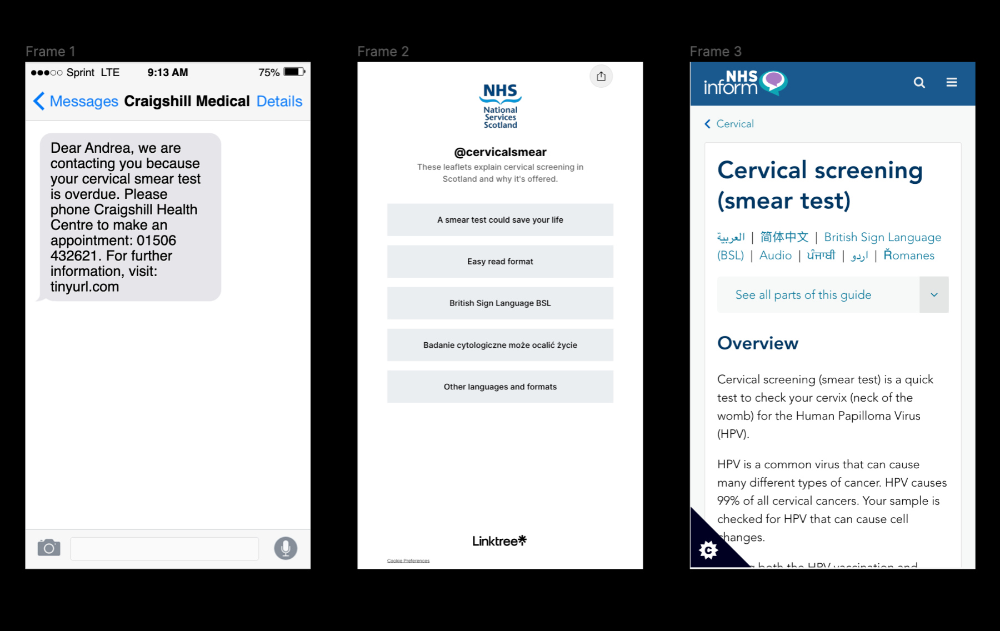 Frame 1
Sprint LTE 9:13 AM 75%
Messages Craigshill Medical Details
Dear Andrea, we are
contacting you because
your cervical smear test
is overdue. Please
phone Craigshill Health
Centre to make an
appointment: 01506
432621. For further
information, visit:
tinyurl.com
Frame 2
NHS
National
Services
Scotland
@cervicalsmear
These leaflets explain cervical screening in
Scotland and why it's offered.
A smear test could save your life
Easy read format
British Sign Language BSL
Badanie cytologiczne może ocalić życie
Other languages and formats
Linktree*
Cookie Preferences
Frame 3
NHS
inform
Cervical
Cervical screening
(smear test)
العربية | 简体中文 | British Sign Language
(BSL) | Audio | ਪੰਜਾਬੀ | اردو | Řomanes
See all parts of this guide
Overview
Cervical screening (smear test) is a quick
test to check your cervix (neck of the
womb) for the Human Papilloma Virus
(HPV).
HPV is a common virus that can cause
many different types of cancer. HPV causes
99% of all cervical cancers. Your sample is
checked for HPV that can cause cell
changes.
both the HPV vaccination and
C